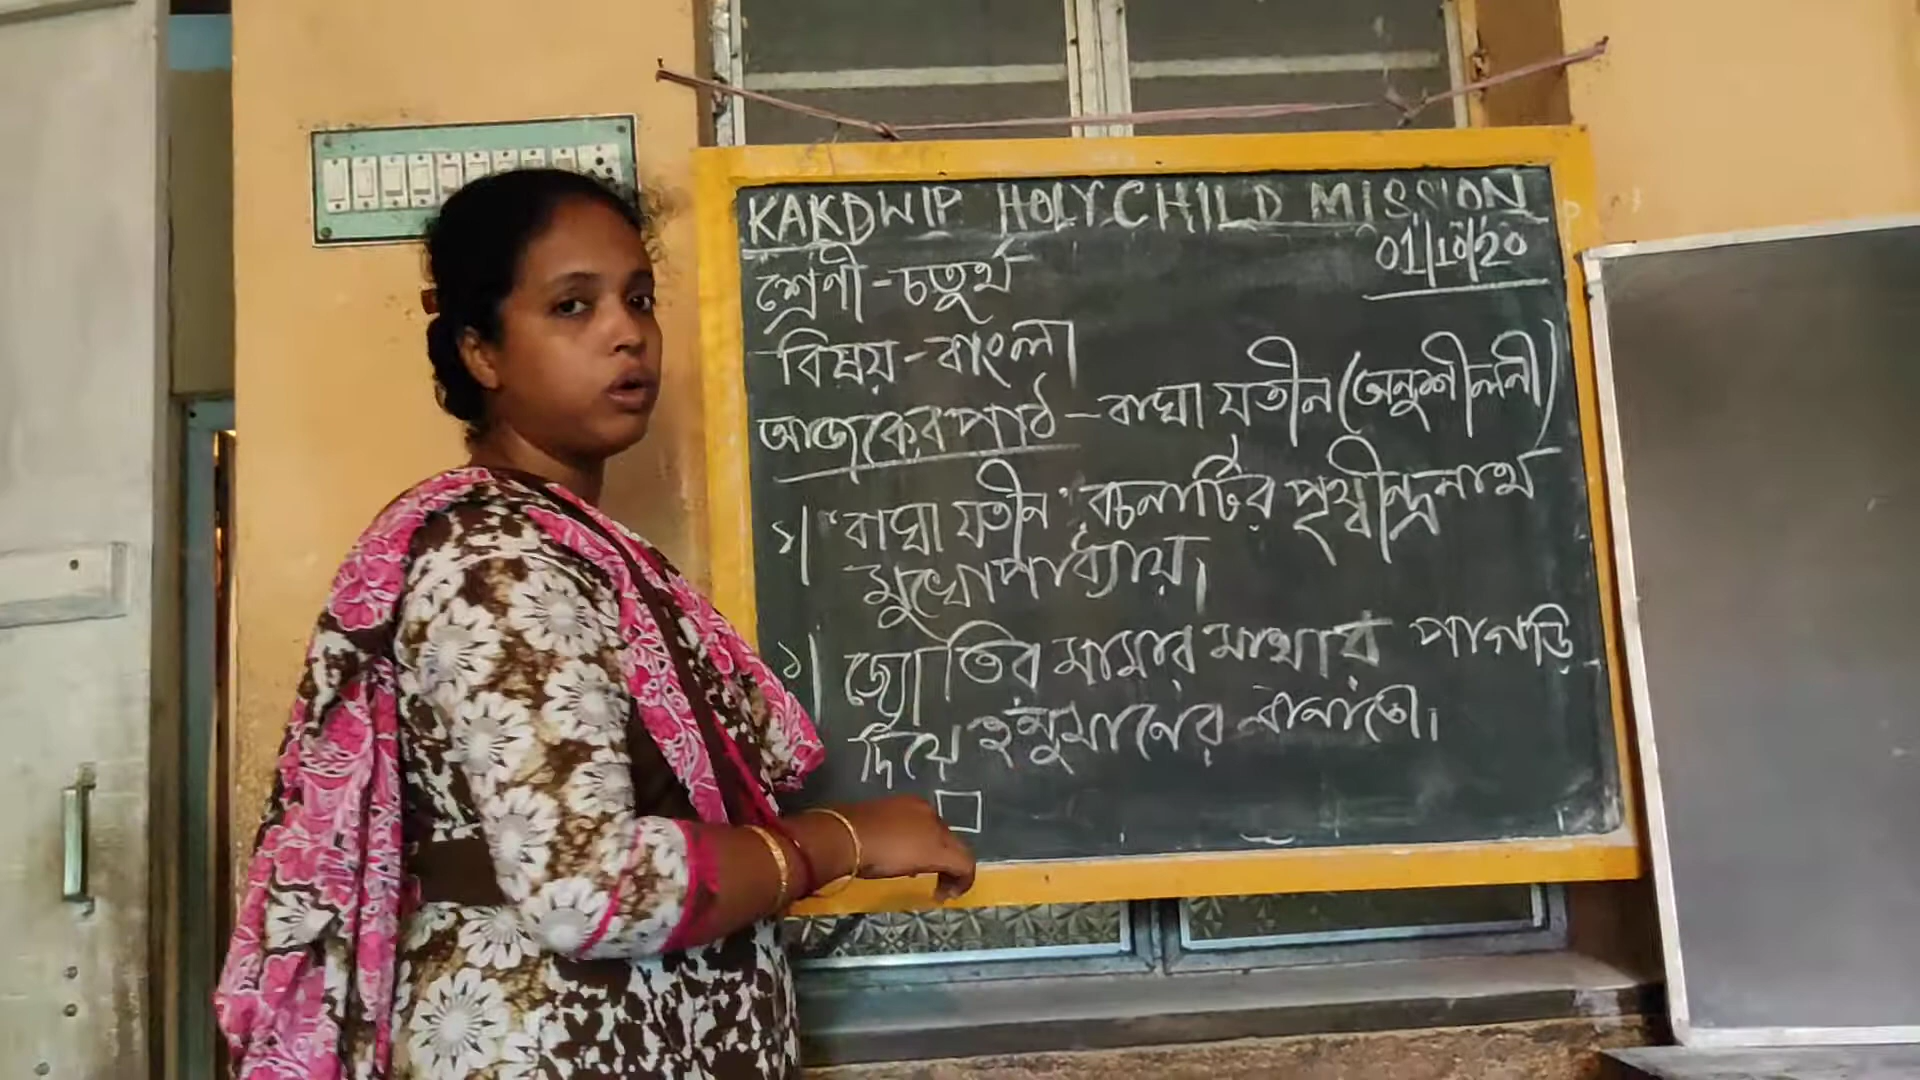 KAKDWIP HOLY CHILD MISSION
01/10/20
শ্রেণী - চতুর্থ
বিষয় - বাংলা
আজকের পাঠ - বাঘা যতীন (অনুশীলনী)
১| 'বাঘা যতীন' রচনাটির পৃথ্বীন্দ্রনাথ
মুখোপাধ্যায়।
জ্যোতির মামার মাথার পাগড়ি
দিয়ে হনুমানের